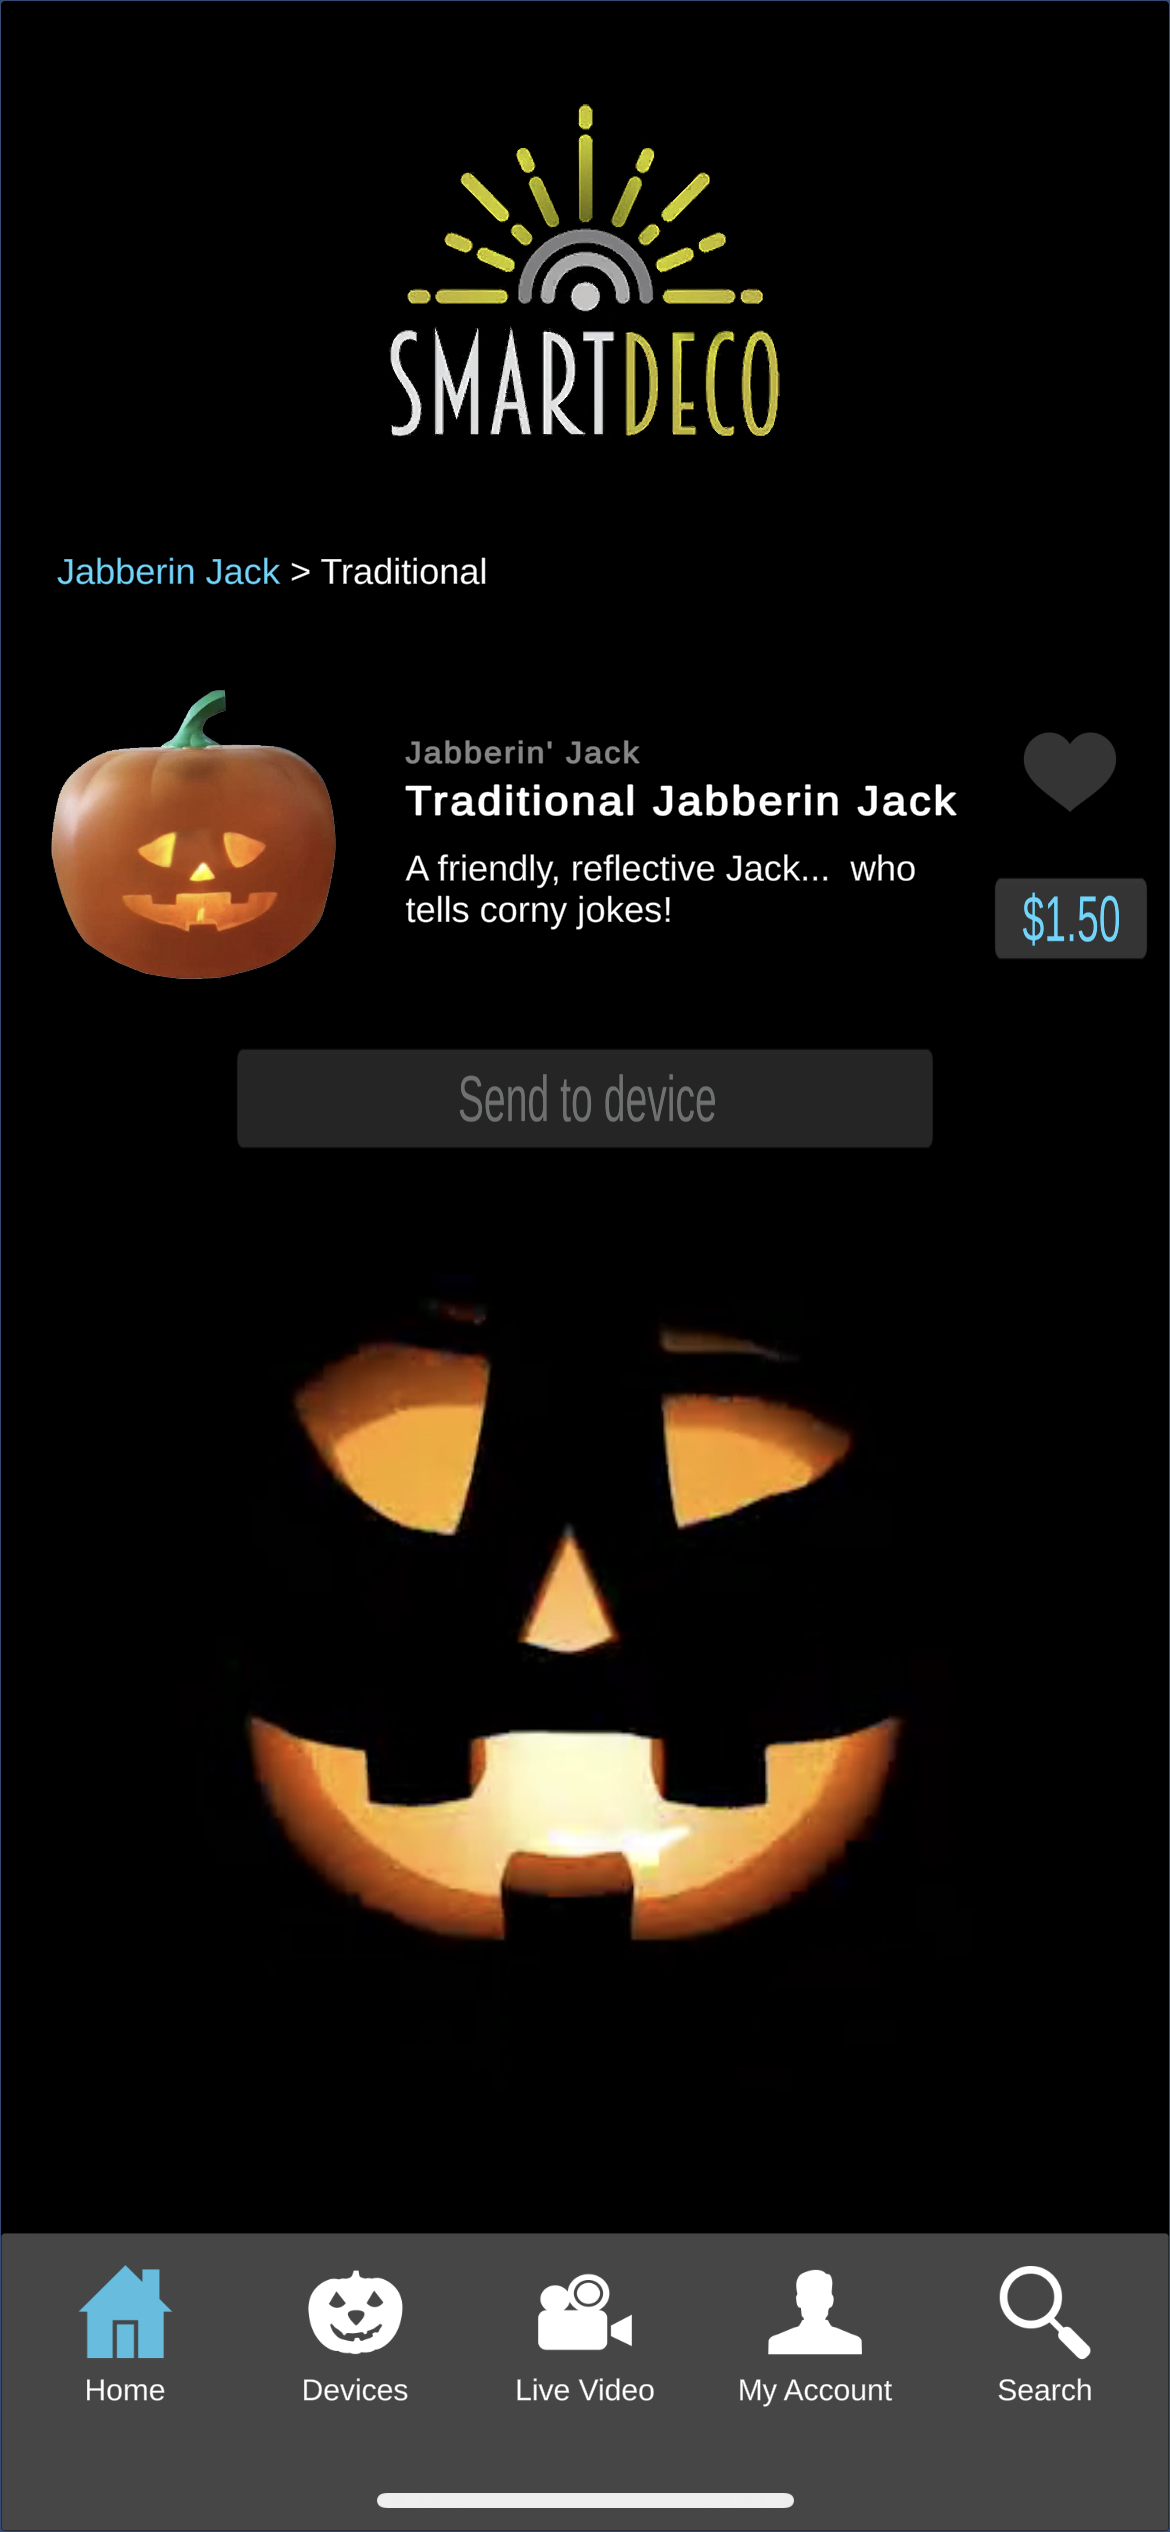 SMARTDECO
Jabberin Jack > Traditional
Jabberin' Jack
Traditional Jabberin Jack
A friendly, reflective Jack...  who
tells corny jokes!
$1.50
Send to device
Home
Devices
Live Video
My Account
Search